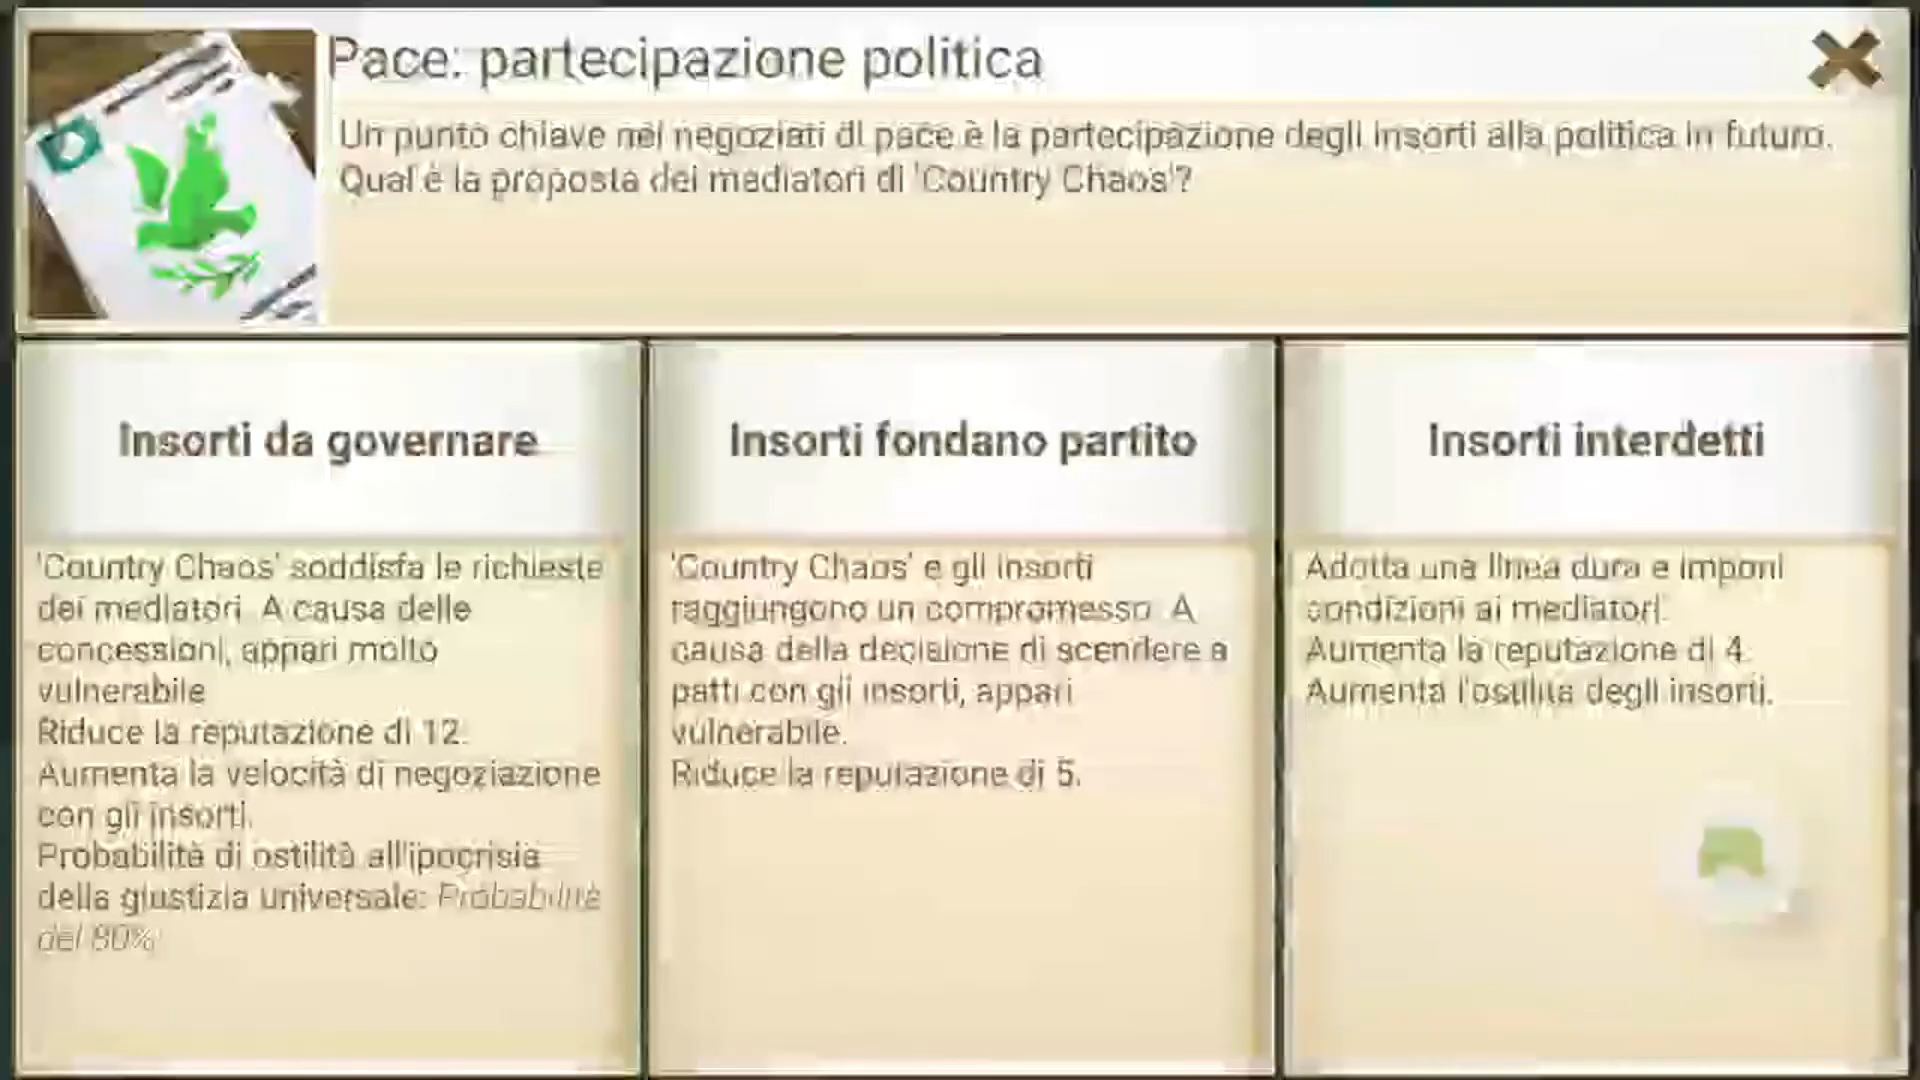 Pace: partecipazione politica
Un punto chiave nei negoziati di pace è la partecipazione degli insorti alla politica in futuro.
Qual è la proposta dei mediatori di 'Country Chaos'?
Insorti da governare
Insorti fondano partito
Insorti interdetti
'Country Chaos' soddisfa le richieste
dei mediatori. A causa delle
concessioni, appari molto
vulnerabile
Riduce la reputazione di 12.
Aumenta la velocità di negoziazione
con gli insorti.
Probabilità di ostilità all'ipocrisia
della giustizia universale: Probabilità
del 80%
'Country Chaos' e gli insorti
raggiungono un compromesso. A
causa della decisione di scendere a
patti con gli insorti, appari
vulnerabile.
Riduce la reputazione di 5.
Adotta una linea dura e imponi
condizioni ai mediatori.
Aumenta la reputazione di 4.
Aumenta l'ostilità degli insorti.